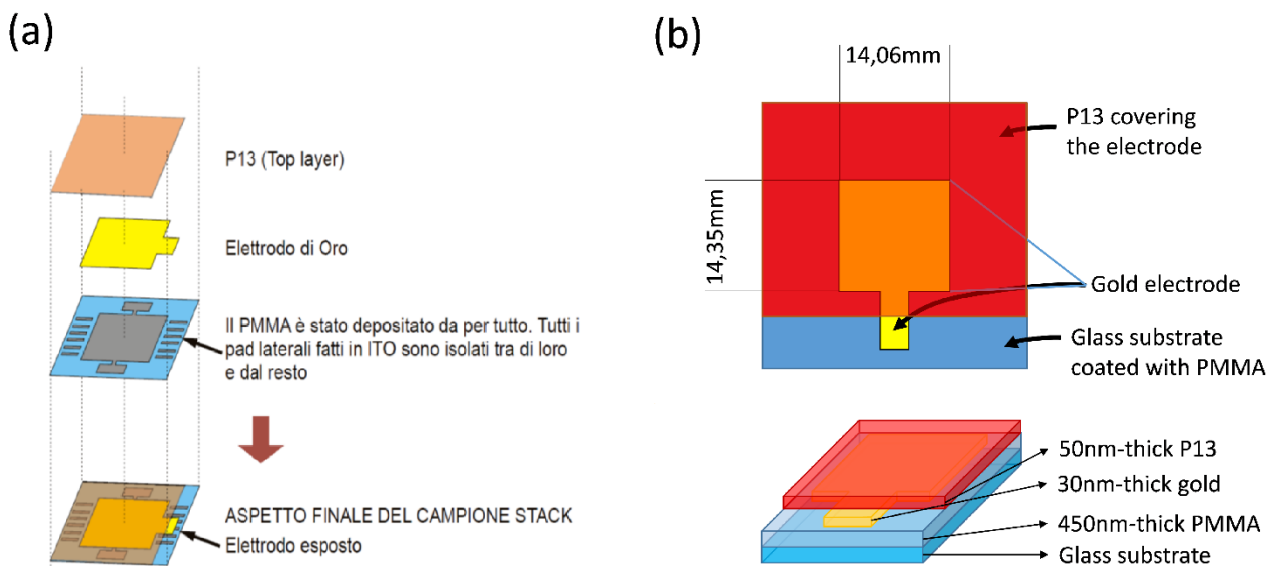 (a)
P13 (Top layer)
Elettrodo di Oro
Il PMMA è stato depositato da per tutto. Tutti i
pad laterali fatti in ITO sono isolati tra di loro
e dal resto
ASPETTO FINALE DEL CAMPIONE STACK
Elettrodo esposto
(b)
14,06mm
P13 covering
the electrode
14,35mm
Gold electrode
Glass substrate
coated with PMMA
50nm-thick P13
30nm-thick gold
450nm-thick PMMA
Glass substrate